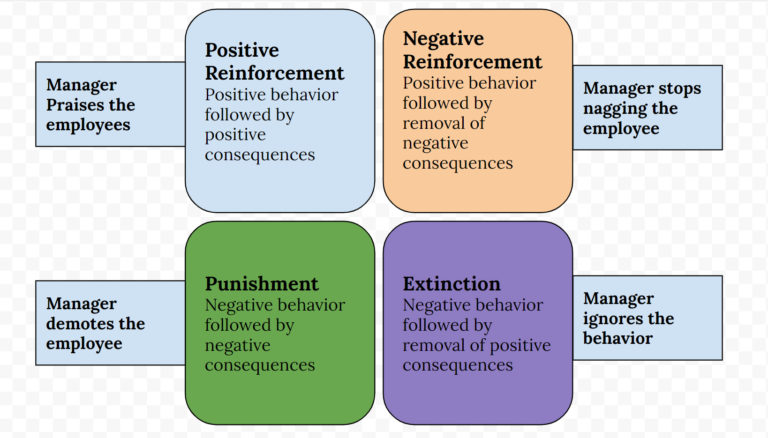 Positive
Reinforcement
Positive behavior
followed by
positive
consequences
Negative
Reinforcement
Positive behavior
followed by
removal of
negative
consequences
Manager
Praises the
employees
Manager stops
nagging the
employee
Punishment
Negative behavior
followed by
negative
consequences
Extinction
Negative behavior
followed by
removal of positive
consequences
Manager
demotes the
employee
Manager
ignores the
behavior